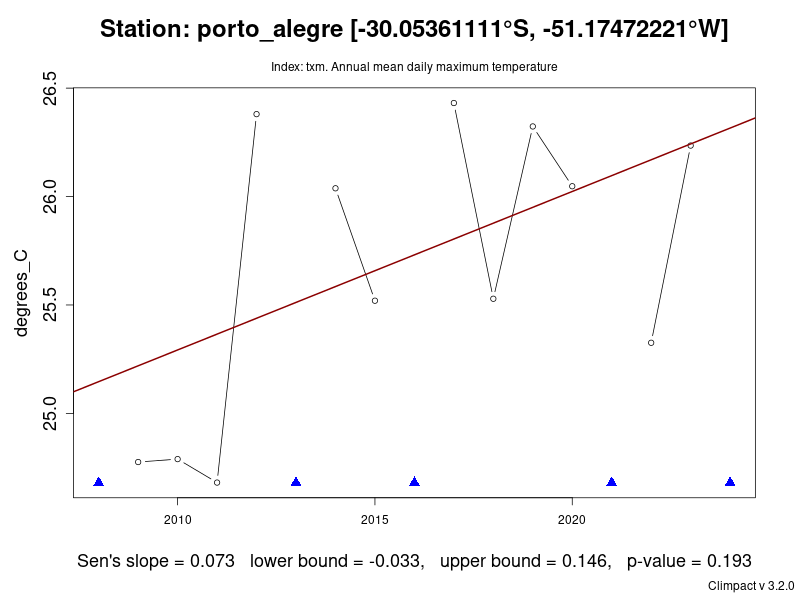 Station: porto_alegre [-30.05361111°S, -51.17472221°W]
Index: txm. Annual mean daily maximum temperature
26.5
26.0
25.5
25.0
degrees_C
2010 2015 2020
Sen's slope = 0.073 lower bound = -0.033, upper bound = 0.146, p-value = 0.193
Climpact v 3.2.0